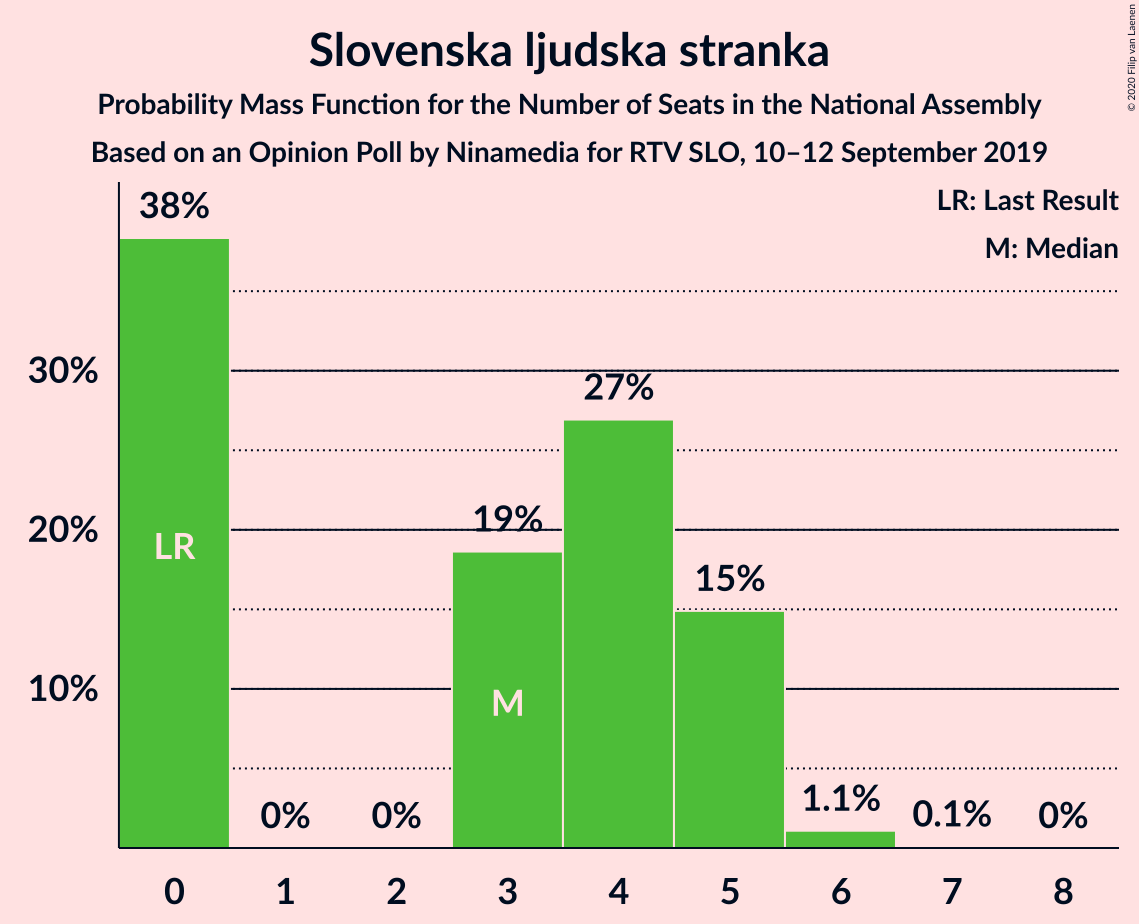 Slovenska ljudska stranka
Probability Mass Function for the Number of Seats in the National Assembly
Based on an Opinion Poll by Ninamedia for RTV SLO, 10–12 September 2019
© 2020 Filip van Laenen
LR: Last Result
M: Median
38%
30%
27%
20%
19%
LR
15%
10%
M
0%
0%
1.1%
0.1%
0%
0 1 2 3 4 5 6 7 8